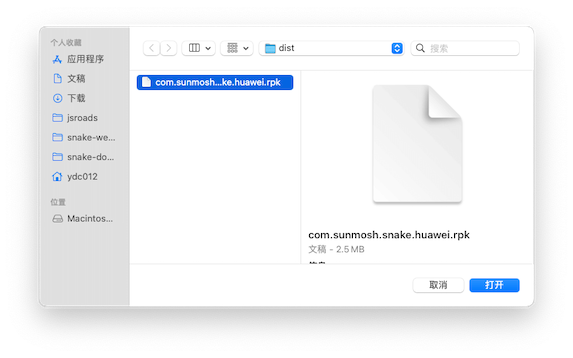 个人收藏
应用程序
文稿
下载
jsroads
snake-we...
snake-do...
ydc012
位置
Macintos...
dist
搜索
com.sunmosh...ke.huawei.rpk
com.sunmosh.snake.huawei.rpk
文稿 - 2.5 MB
取消
打开